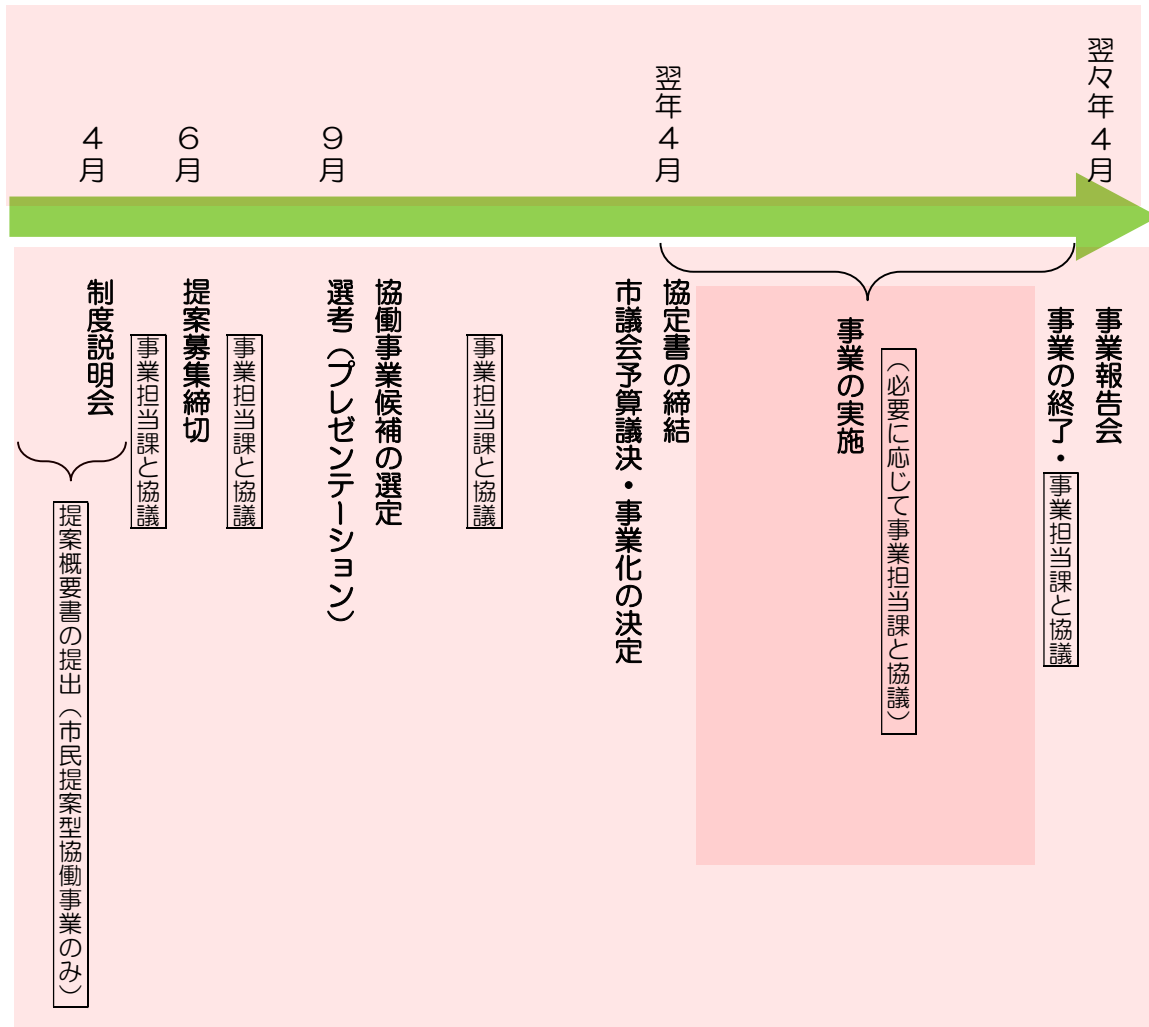 4月
6月
9月
翌年4月
翌々年4月
制度説明会
提案概要書の提出（市民提案型協働事業のみ）
事業担当課と協議
提案募集締切
事業担当課と協議
選考（プレゼンテーション）
協働事業候補の選定
事業担当課と協議
市議会予算議決・事業化の決定
協定書の締結
事業の実施
（必要に応じて事業担当課と協議）
事業の終了・事業担当課と協議
事業報告会